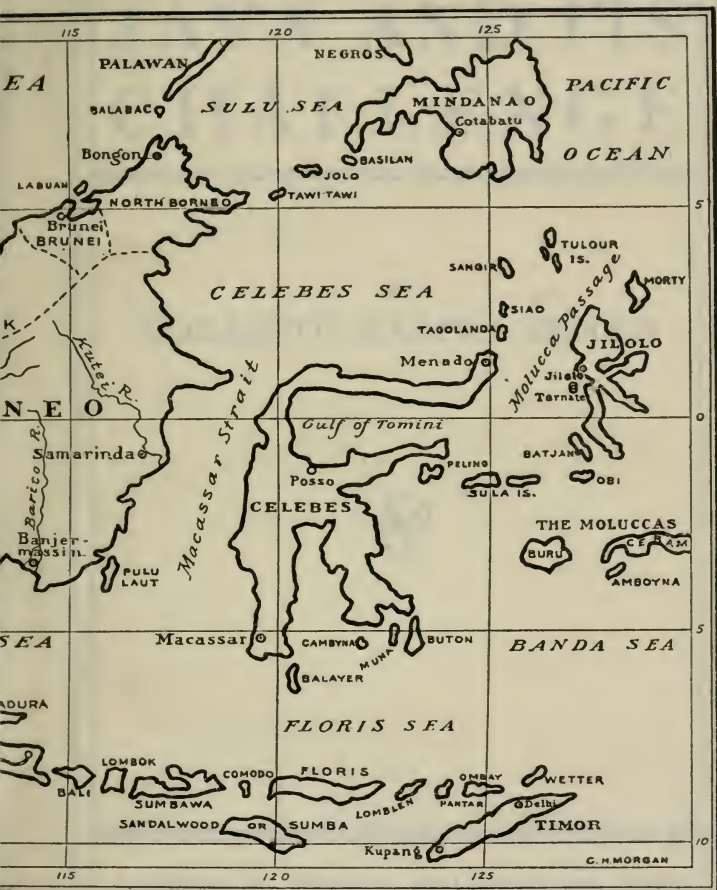 115
120
125
EA
PALAWAN
NEGROS
PACIFIC
BALABAC
SULU SEA
MINDANAO
Cotabatu
Bongon
BASILAN
OCEAN
LABUAN
JOLO
NORTH BORNEO
TAWI-TAWI
5
Brunei
BRUNEI
TULOUR
IS.
SANGIR
MORTY
CELEBES SEA
SIAO
TAGOLANDA
Molucca Passage
K
Kutei R.
Menado
JILOLO
Jilolo
Ternate
Macassar Strait
NEO
Gulf of Tomini
0
Barito R.
Samarinda
BATJAN
PELING
OBI
Posso
SULA IS.
CELEBES
THE MOLUCCAS
Banjer-
massin
BURU
CERAM
PULU
LAUT
AMBOYNA
SEA
Macassar
CAMBYNA
MUNA
BUTON
BANDA SEA
5
BALAYER
ADURA
FLORIS SEA
LOMBOK
COMODO
FLORIS
OMBAY
WETTER
BALI
SUMBAWA
LOMBLEN
PANTAR
Delhi
SANDALWOOD OR SUMBA
TIMOR
Kupang
10
C.H.MORGAN
115
120
125